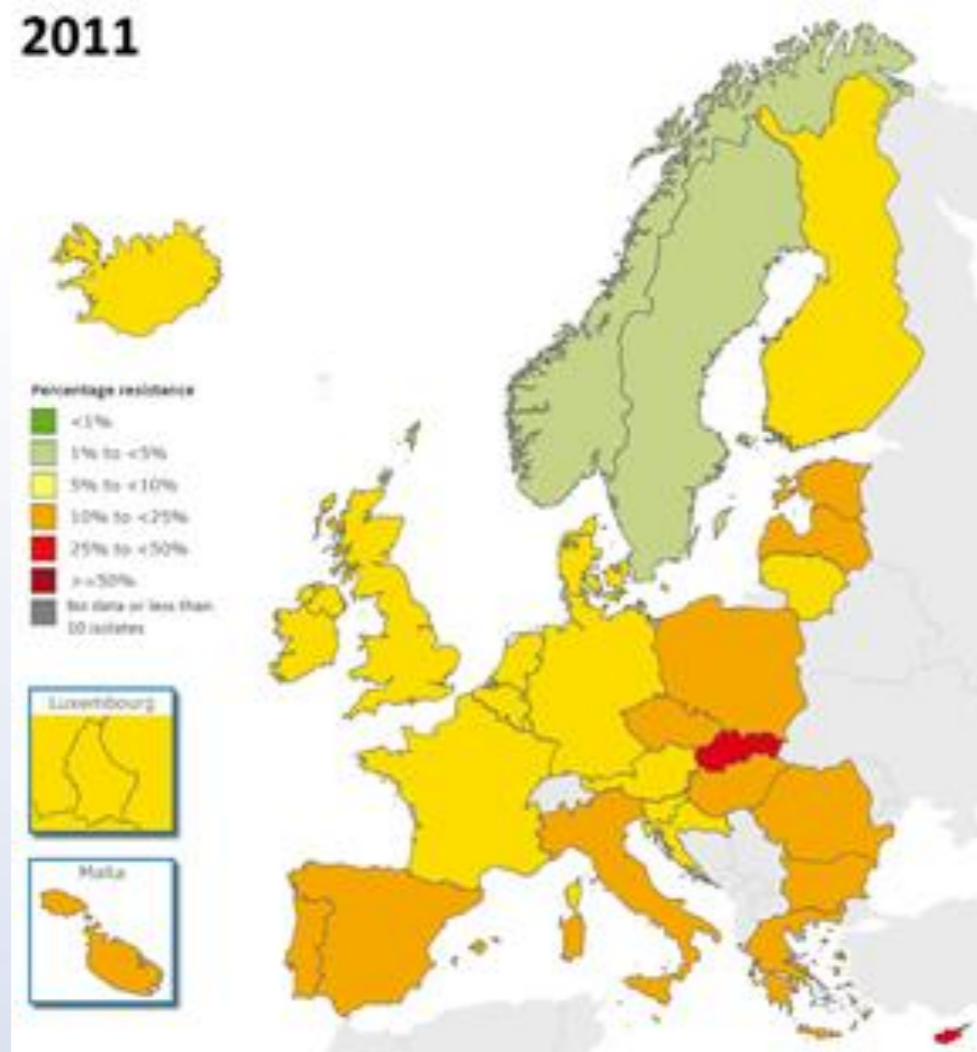 2011
Percentage resistance
<1%
1% to <5%
5% to <10%
10% to <25%
25% to <50%
>=50%
No data or less than
10 isolates
Luxembourg
Malta